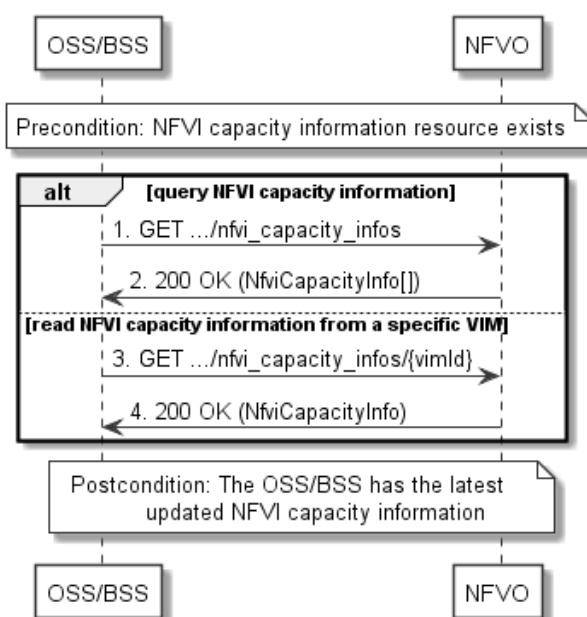 OSS/BSS NFVO
Precondition: NFVI capacity information resource exists
alt [query NFVI capacity information]
1. GET .../nfvi_capacity_infos
2. 200 OK (NfviCapacityInfo[])
[read NFVI capacity information from a specific VIM]
3. GET .../nfvi_capacity_infos/{vimId}
4. 200 OK (NfviCapacityInfo)
Postcondition: The OSS/BSS has the latest
updated NFVI capacity information
OSS/BSS NFVO